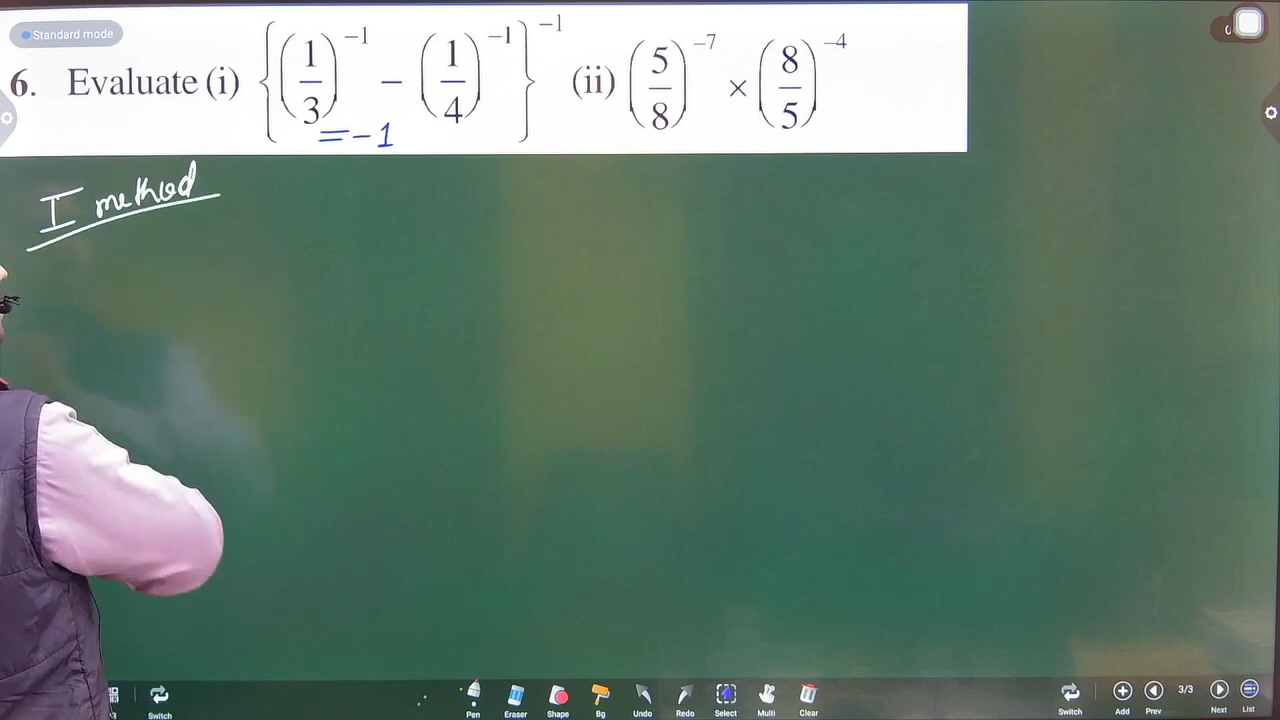 Standard mode
6. Evaluate (i) {(1/3)^-1 − (1/4)^-1}^-1 (ii) (5/8)^-7 × (8/5)^-4
=-1
I method
Switch Pen Eraser Shape Bg Undo Redo Select Multi Clear Switch Add Prev 3/3 Next List